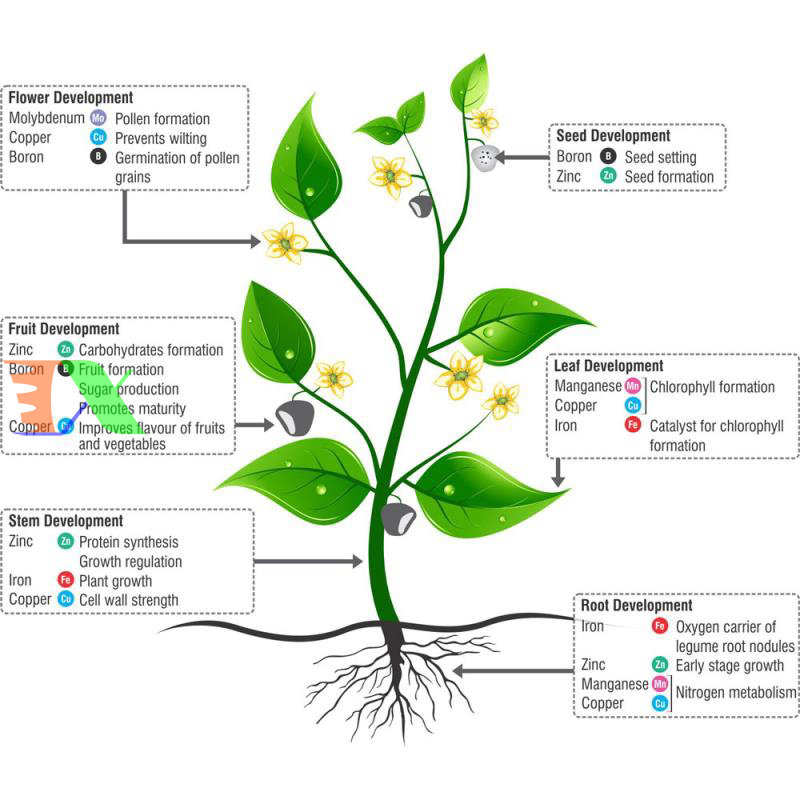 Flower Development
Molybdenum Mo Pollen formation
Copper Cu Prevents wilting
Boron B Germination of pollen
grains
Seed Development
Boron B Seed setting
Zinc Zn Seed formation
Fruit Development
Zinc Zn Carbohydrates formation
Boron B Fruit formation
Sugar production
Promotes maturity
Copper Cu Improves flavour of fruits
and vegetables
Leaf Development
Manganese Mn Chlorophyll formation
Copper Cu
Iron Fe Catalyst for chlorophyll
formation
Stem Development
Zinc Zn Protein synthesis
Growth regulation
Iron Fe Plant growth
Copper Cu Cell wall strength
Root Development
Iron Fe Oxygen carrier of
legume root nodules
Zinc Zn Early stage growth
Manganese Mn Nitrogen metabolism
Copper Cu